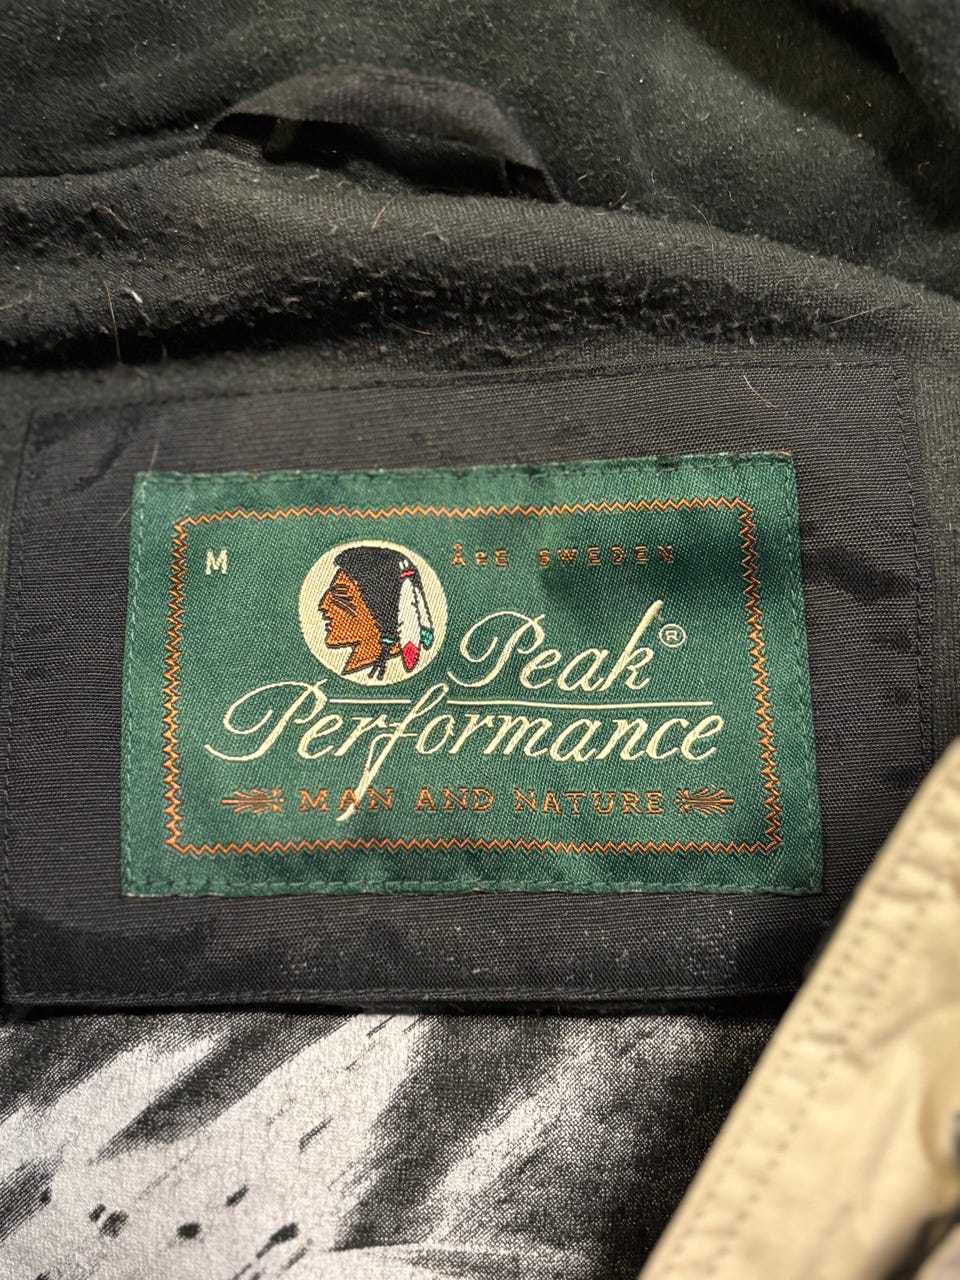 M
ÅRE SWEDEN
Peak®
Performance
MAN AND NATURE